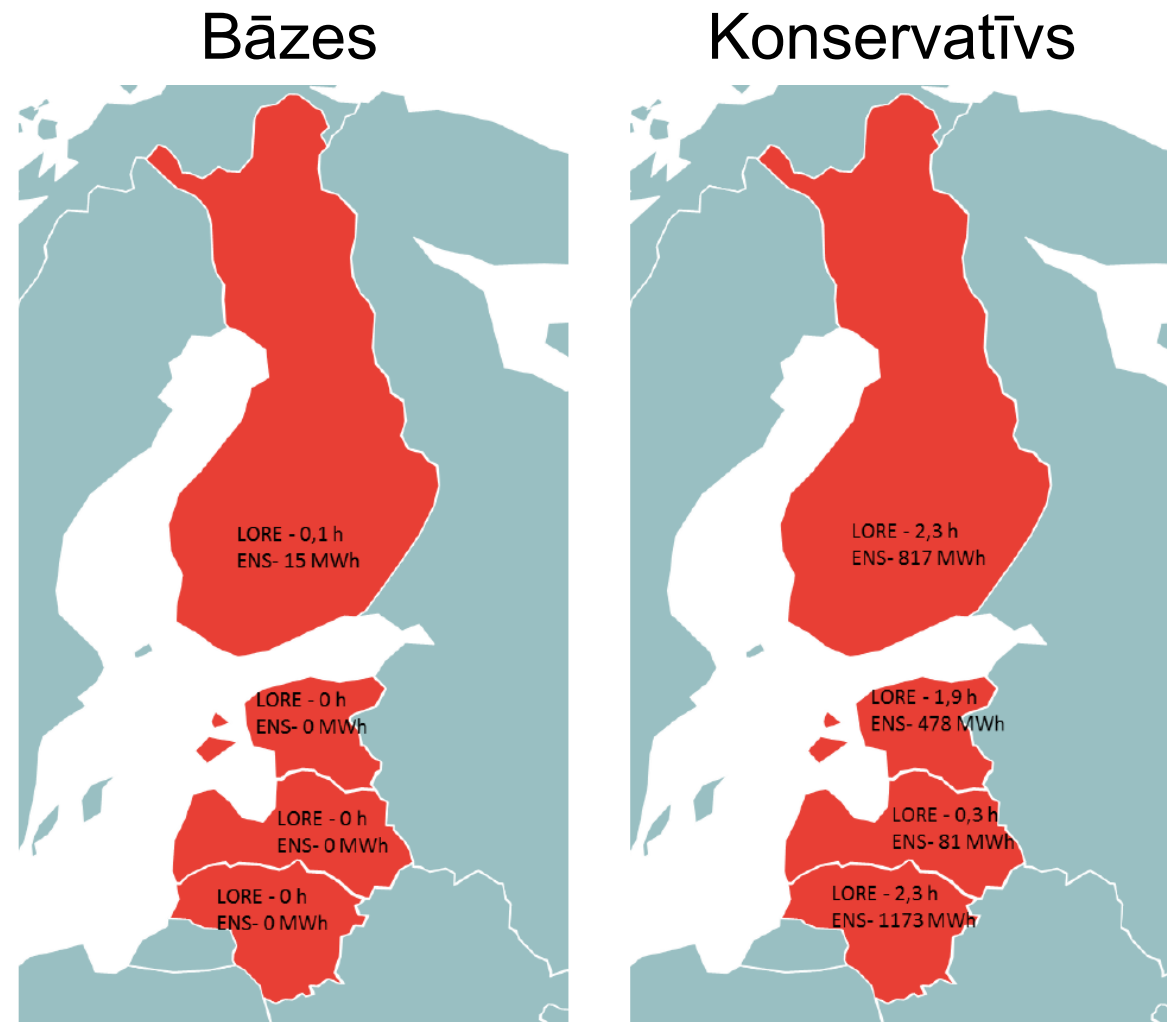 Bāzes
LORE - 0,1 h
ENS- 15 MWh
LORE - 0 h
ENS- 0 MWh
LORE - 0 h
ENS- 0 MWh
LORE - 0 h
ENS- 0 MWh
Konservatīvs
LORE - 2,3 h
ENS- 817 MWh
LORE - 1,9 h
ENS- 478 MWh
LORE - 0,3 h
ENS- 81 MWh
LORE - 2,3 h
ENS- 1173 MWh